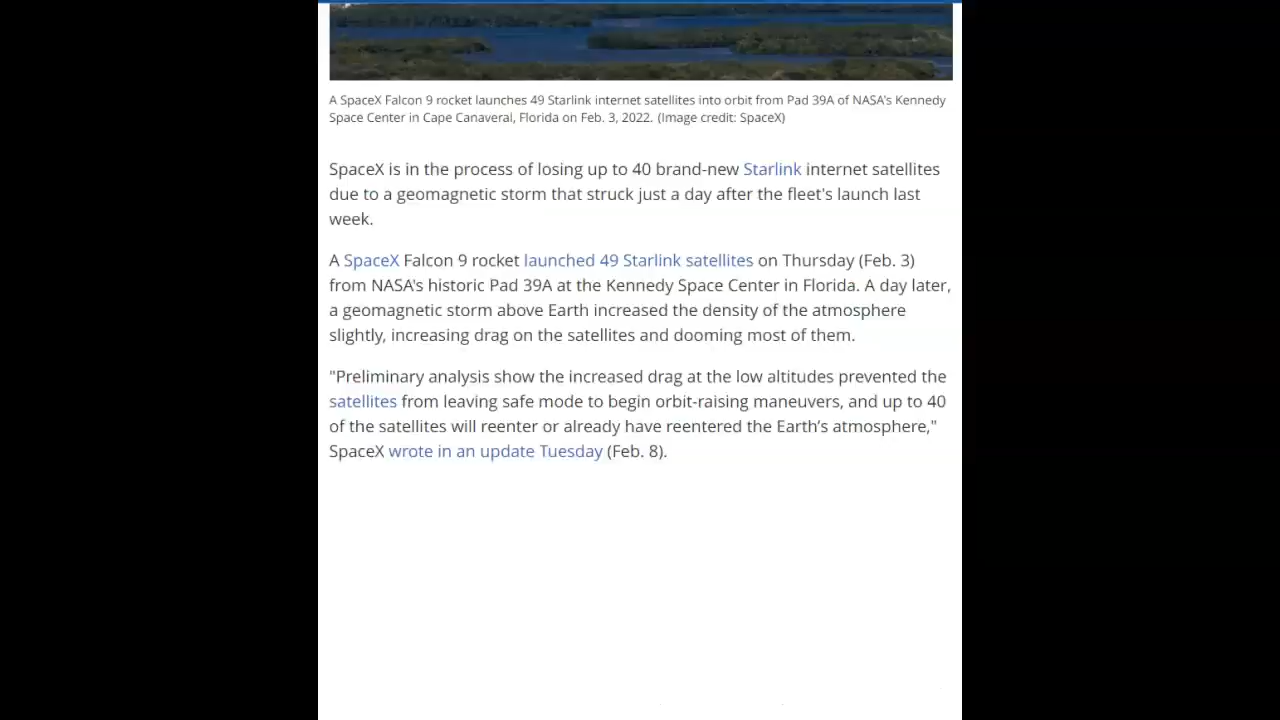 A SpaceX Falcon 9 rocket launches 49 Starlink internet satellites into orbit from Pad 39A of NASA's Kennedy
Space Center in Cape Canaveral, Florida on Feb. 3, 2022. (Image credit: SpaceX)
SpaceX is in the process of losing up to 40 brand-new Starlink internet satellites
due to a geomagnetic storm that struck just a day after the fleet's launch last
week.
A SpaceX Falcon 9 rocket launched 49 Starlink satellites on Thursday (Feb. 3)
from NASA's historic Pad 39A at the Kennedy Space Center in Florida. A day later,
a geomagnetic storm above Earth increased the density of the atmosphere
slightly, increasing drag on the satellites and dooming most of them.
"Preliminary analysis show the increased drag at the low altitudes prevented the
satellites from leaving safe mode to begin orbit-raising maneuvers, and up to 40
of the satellites will reenter or already have reentered the Earth’s atmosphere,"
SpaceX wrote in an update Tuesday (Feb. 8).